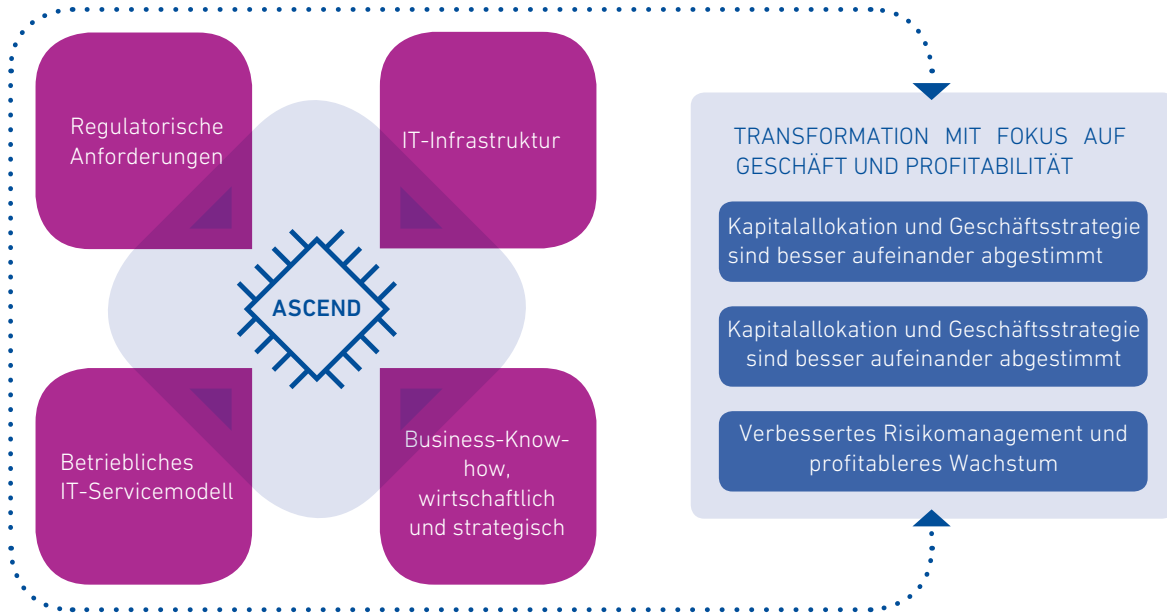 Regulatorische
Anforderungen
IT-Infrastruktur
ASCEND
Betriebliches
IT-Servicemodell
Business-Know-
how,
wirtschaftlich
und strategisch
TRANSFORMATION MIT FOKUS AUF
GESCHÄFT UND PROFITABILITÄT
Kapitalallokation und Geschäftsstrategie
sind besser aufeinander abgestimmt
Kapitalallokation und Geschäftsstrategie
sind besser aufeinander abgestimmt
Verbessertes Risikomanagement und
profitableres Wachstum